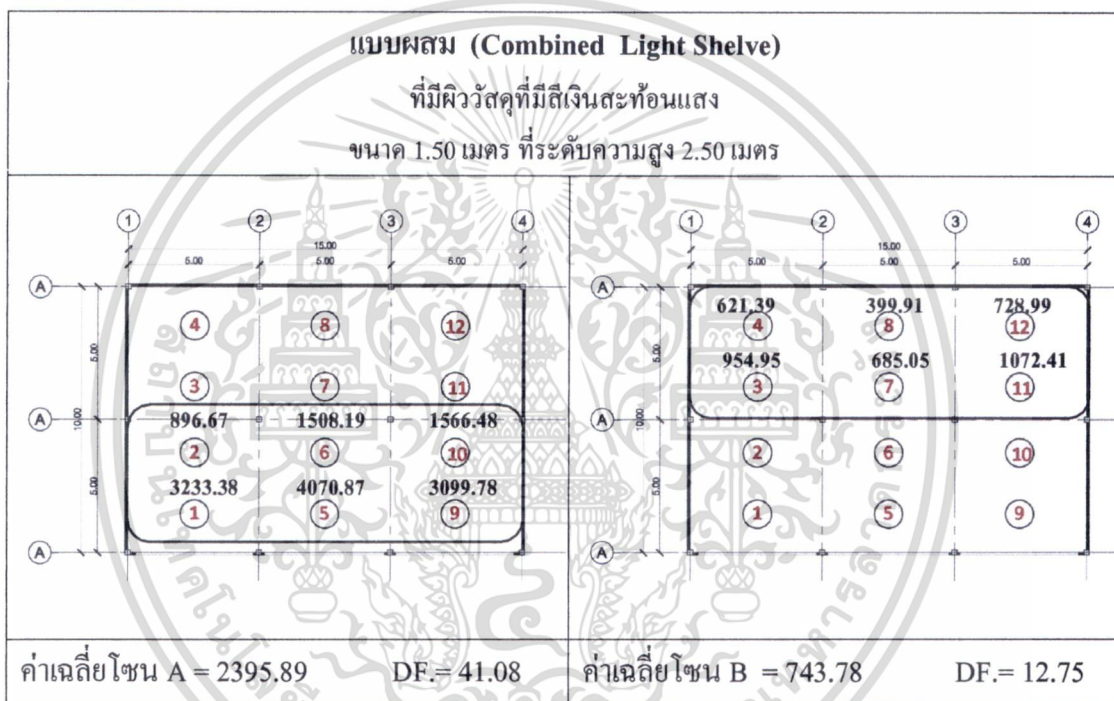 แบบผสม (Combined Light Shelve)
ที่มีผิววัสดุที่มีสีเงินสะท้อนแสง
ขนาด 1.50 เมตร ที่ระดับความสูง 2.50 เมตร
1 2 3 4
15.00
5.00 5.00 5.00
A
4 8 12
5.00
3 7 11
10.00
A
896.67 1508.19 1566.48
2 6 10
5.00
3233.38 4070.87 3099.78
1 5 9
A
1 2 3 4
15.00
5.00 5.00 5.00
A
621.39 399.91 728.99
4 8 12
5.00
954.95 685.05 1072.41
3 7 11
10.00
A
2 6 10
5.00
1 5 9
A
ค่าเฉลี่ยโซน A = 2395.89 DF.= 41.08
ค่าเฉลี่ยโซน B = 743.78 DF.= 12.75